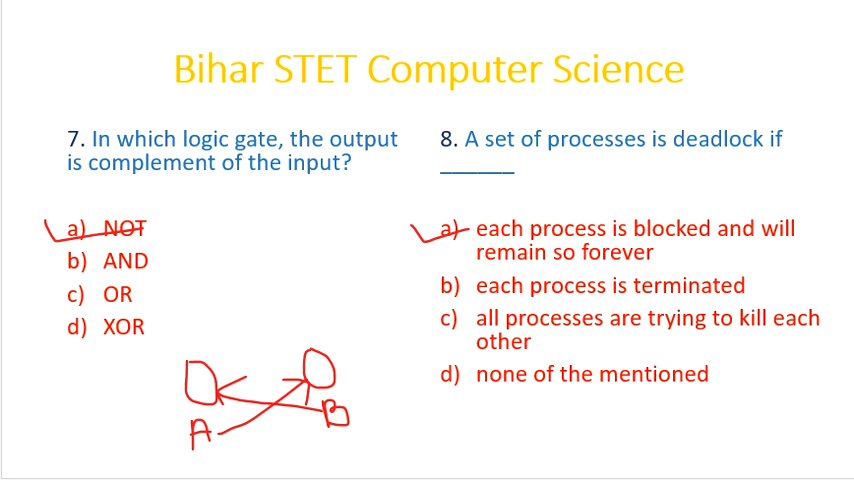 Bihar STET Computer Science
7. In which logic gate, the output
is complement of the input?
a) NOT
b) AND
c) OR
d) XOR
8. A set of processes is deadlock if
______
a) each process is blocked and will
remain so forever
b) each process is terminated
c) all processes are trying to kill each
other
d) none of the mentioned
A
B